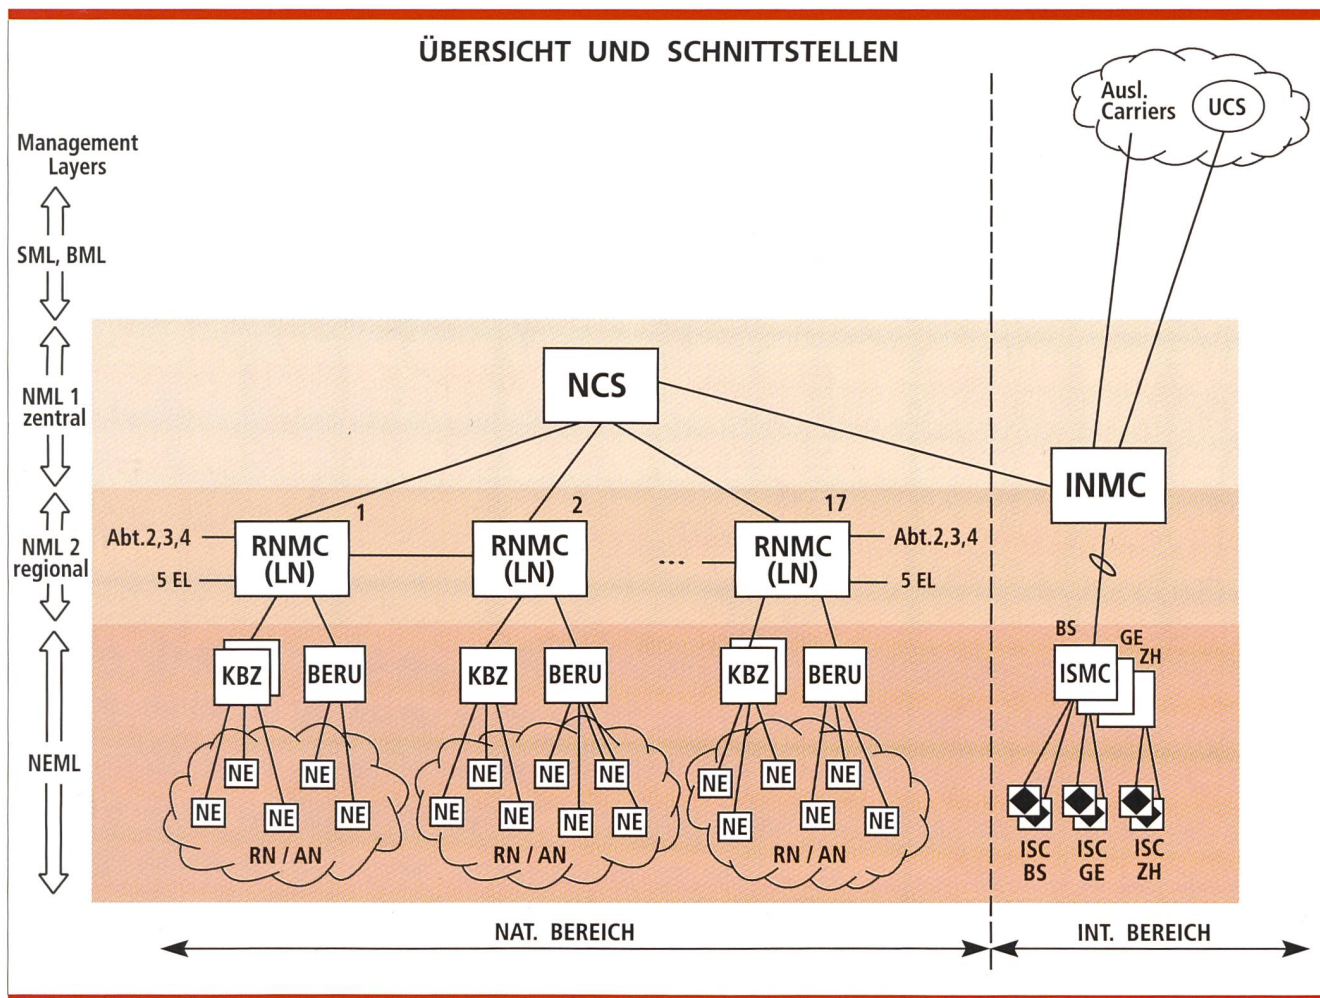 ÜBERSICHT UND SCHNITTSTELLEN
Ausl.
Carriers
UCS
Management
Layers
SML, BML
NML 1
zentral
NCS
INMC
NML 2
regional
Abt.2,3,4
5 EL
1
RNMC
(LN)
2
RNMC
(LN)
...
17
RNMC
(LN)
Abt.2,3,4
5 EL
NEML
KBZ
BERU
KBZ
BERU
KBZ
BERU
BS
GE
ZH
ISMC
NE
NE
NE
NE
NE
RN / AN
NE
NE
NE
NE
NE
NE
NE
RN / AN
NE
NE
NE
NE
NE
NE
RN / AN
ISC
BS
ISC
GE
ISC
ZH
NAT. BEREICH
INT. BEREICH